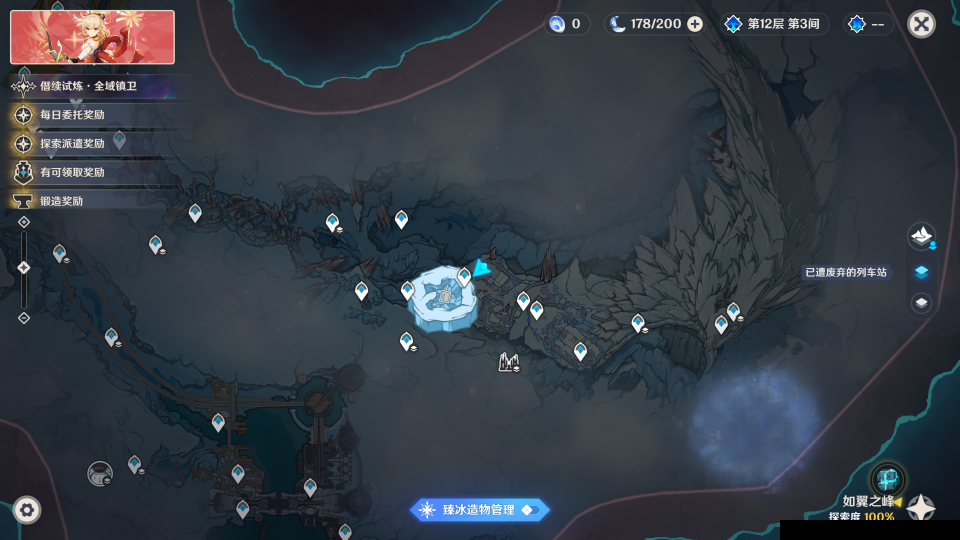 0
178/200
第12层 第3间
--
借续试炼·全域镇卫
每日委托奖励
探索派遣奖励
有可领取奖励
锻造奖励
已遭废弃的列车站
臻冰造物管理
如翼之峰
探索度 100%